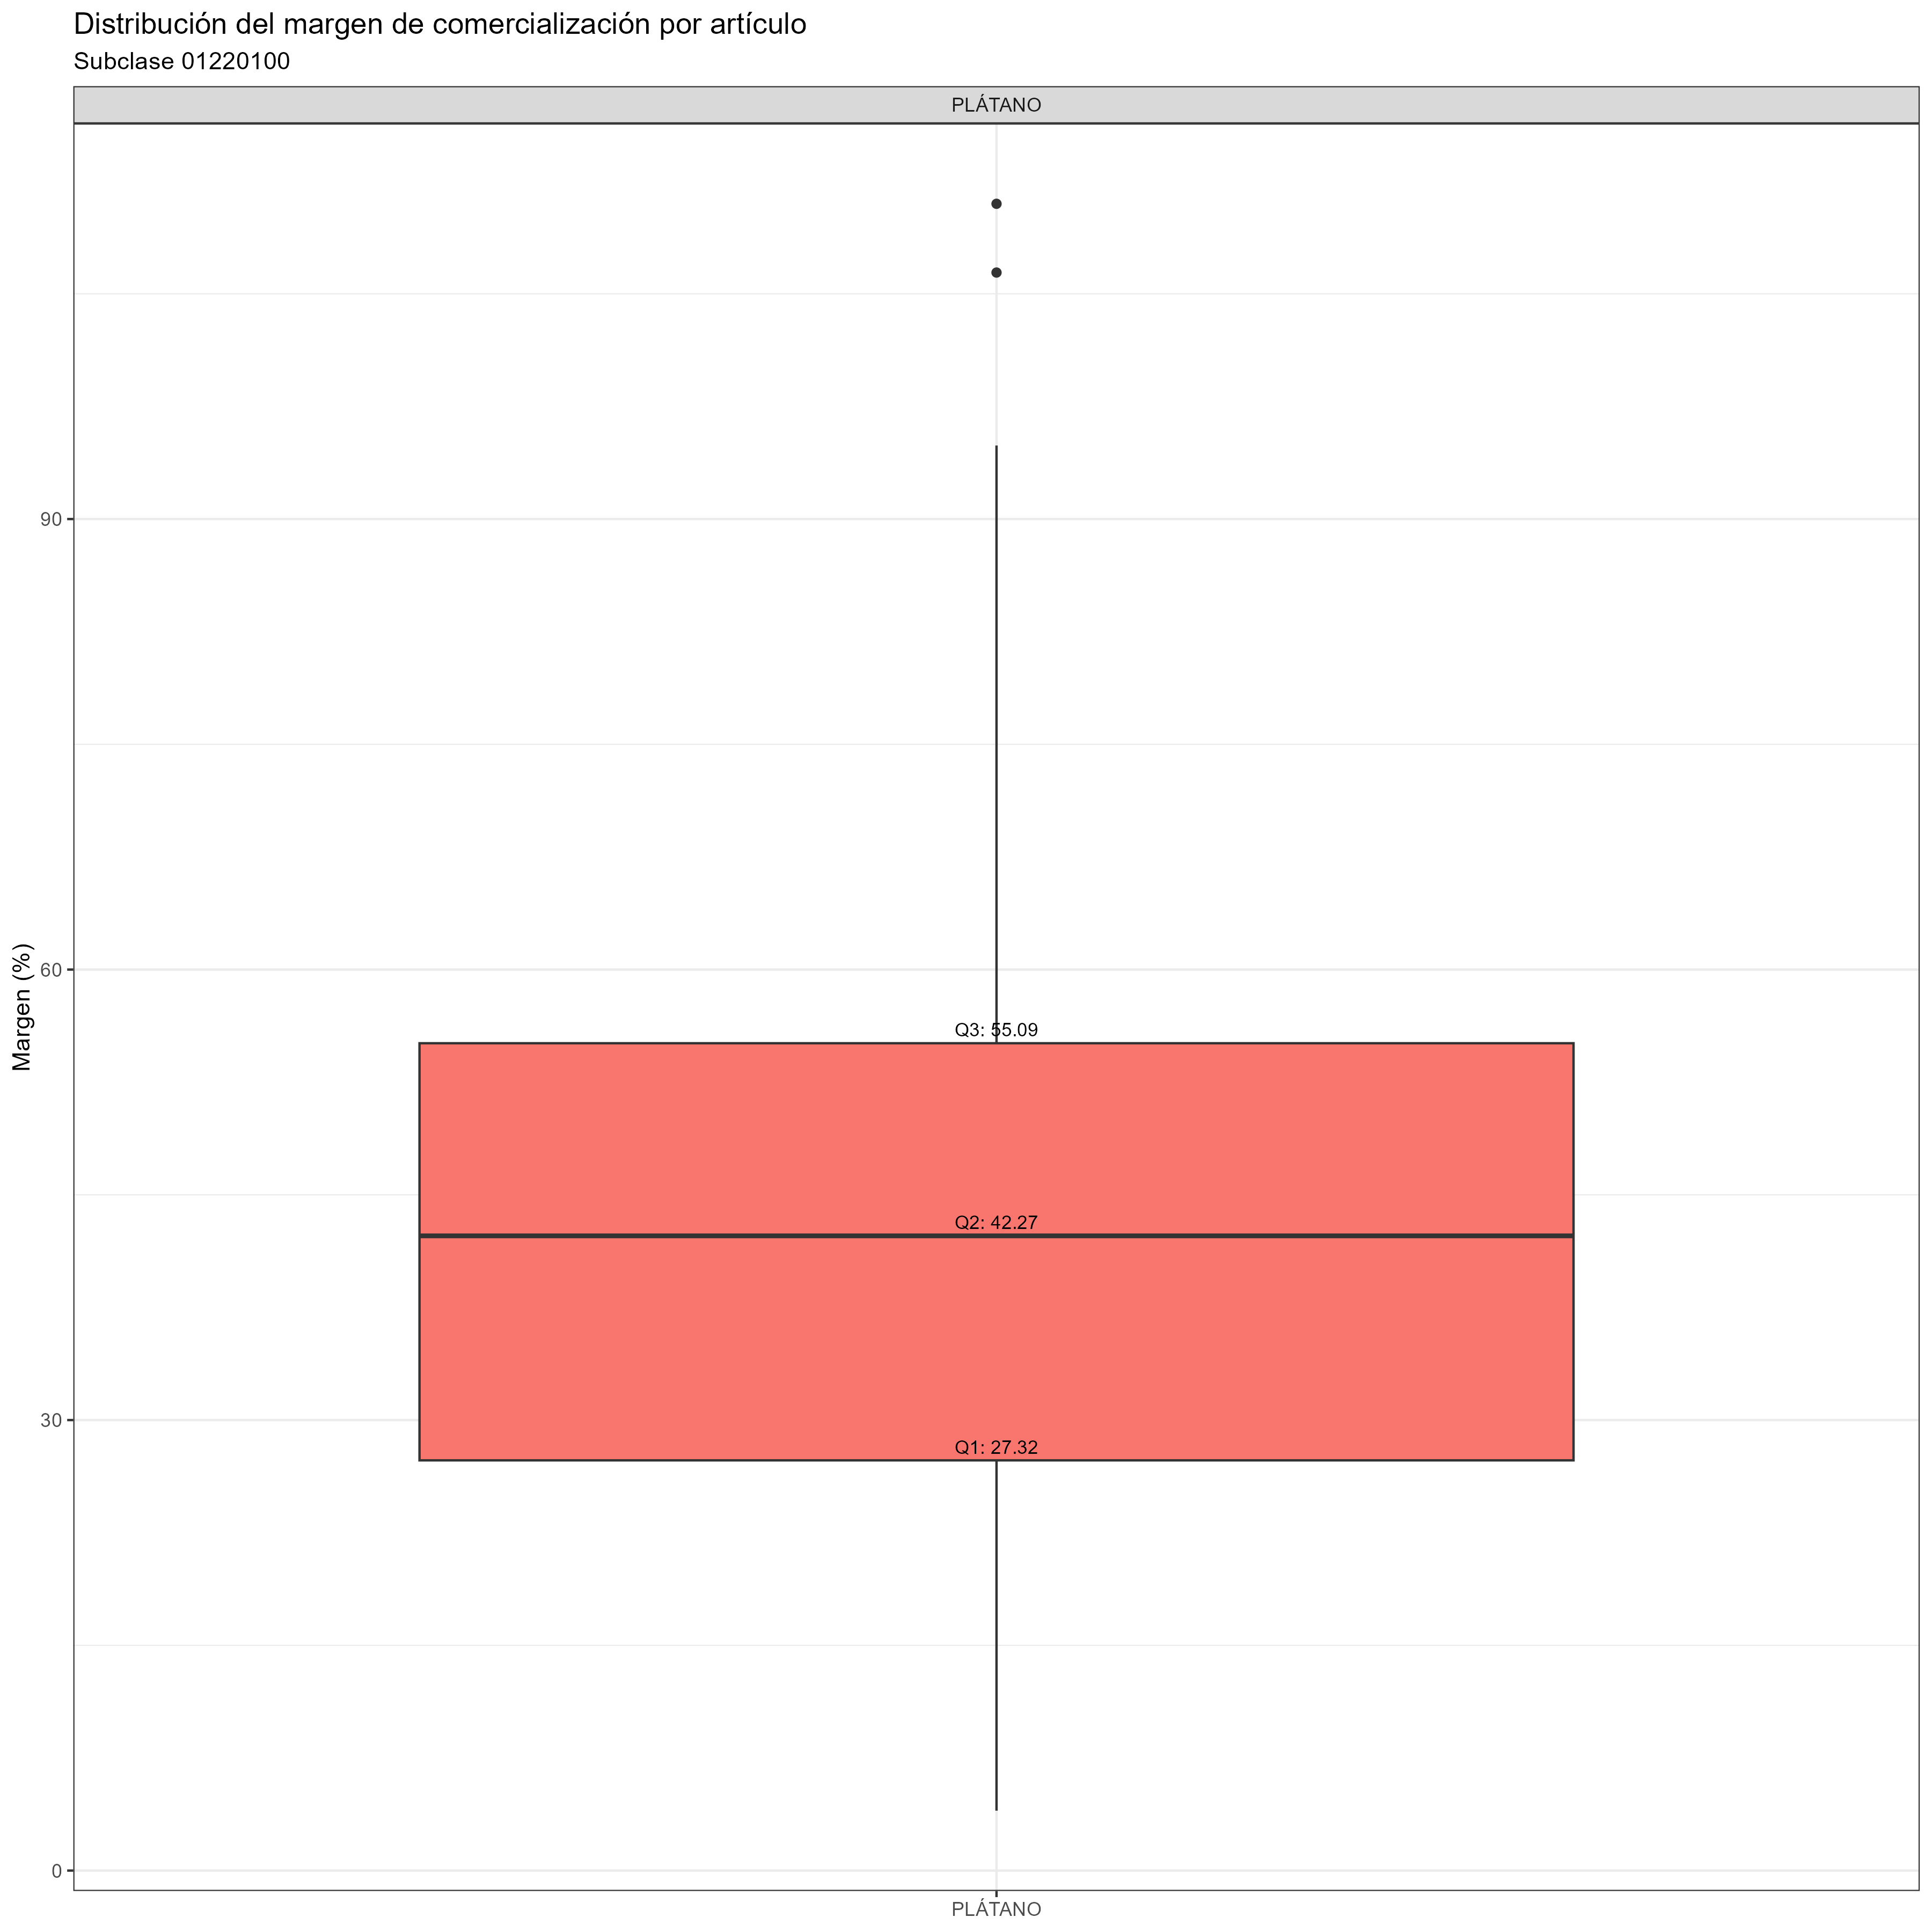 Distribución del margen de comercialización por artículo
Subclase 01220100
PLÁTANO
90
60
30
0
Margen (%)
Q3: 55.09
Q2: 42.27
Q1: 27.32
PLÁTANO